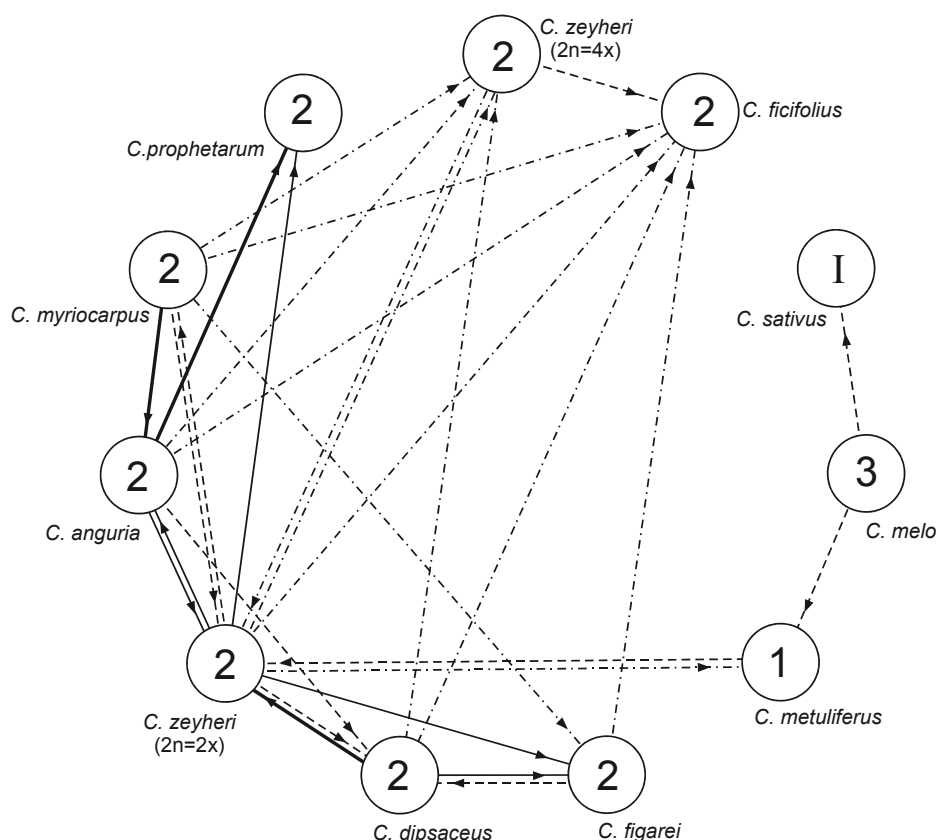 C. zeyheri
(2n=4x)
2
2
C. ficifolius
2
C.prophetarum
2
C. myriocarpus
I
C. sativus
2
C. anguria
3
C. melo
2
C. zeyheri
(2n=2x)
1
C. metuliferus
2
C. dipsaceus
2
C. figarei